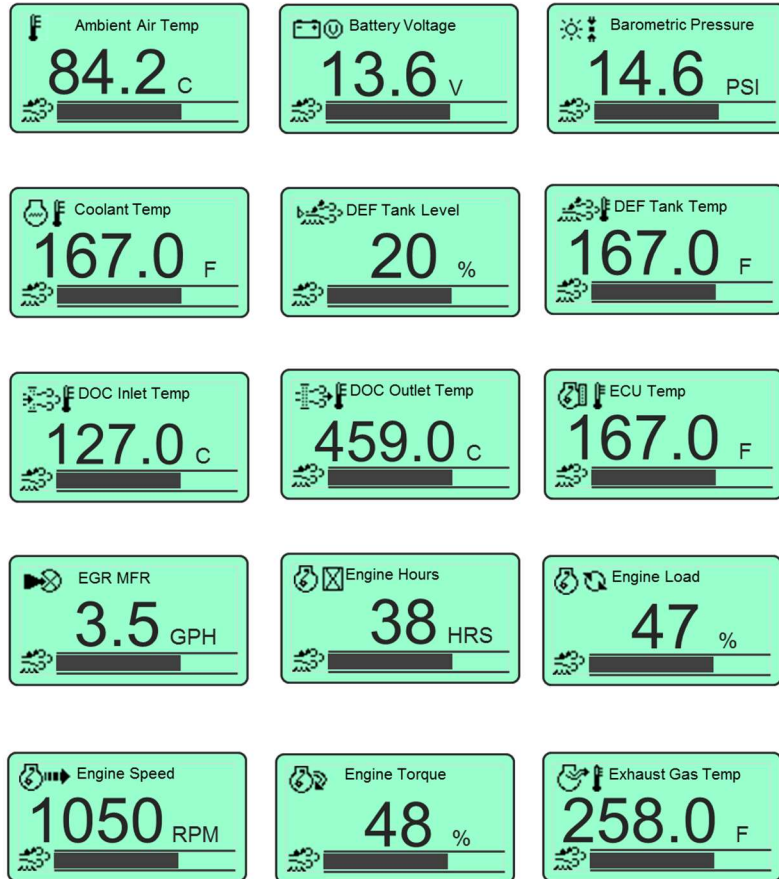 Ambient Air Temp
84.2 C
Battery Voltage
13.6 V
Barometric Pressure
14.6 PSI
Coolant Temp
167.0 F
DEF Tank Level
20 %
DEF Tank Temp
167.0 F
DOC Inlet Temp
127.0 C
DOC Outlet Temp
459.0 C
ECU Temp
167.0 F
EGR MFR
3.5 GPH
Engine Hours
38 HRS
Engine Load
47 %
Engine Speed
1050 RPM
Engine Torque
48 %
Exhaust Gas Temp
258.0 F